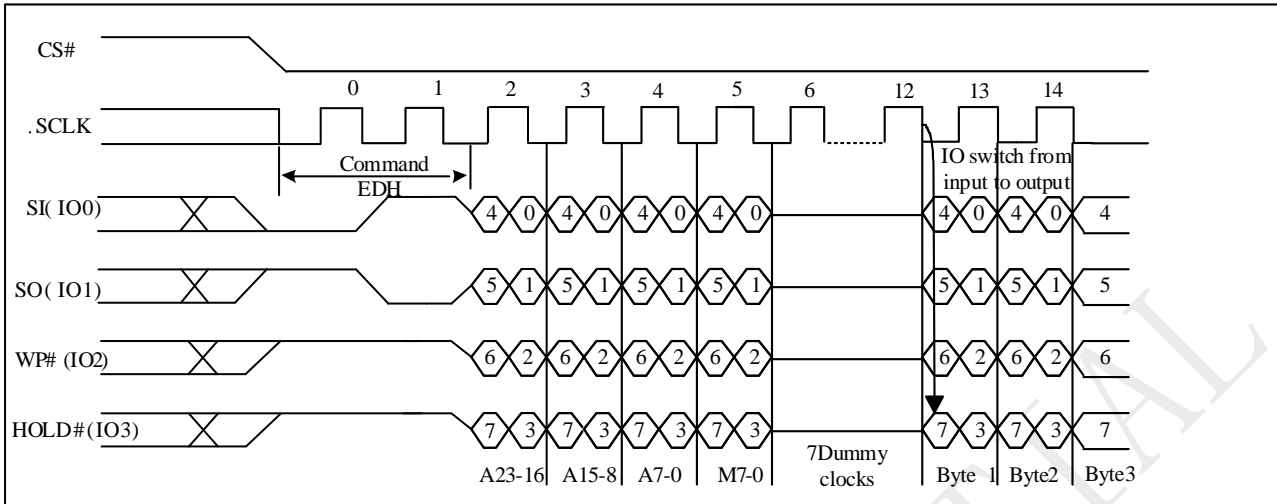 CS#
0 1 2 3 4 5 6 12 13 14
.SCLK
Command
EDH
IO switch from
input to output
SI( IO0)
4 0 4 0 4 0 4 0 4 0 4 0 4
SO( IO1)
5 1 5 1 5 1 5 1 5 1 5 1 5
WP# (IO2)
6 2 6 2 6 2 6 2 6 2 6 2 6
HOLD#(IO3)
7 3 7 3 7 3 7 3 7 3 7 3 7
A23-16 A15-8 A7-0 M7-0 7Dummy clocks Byte 1 Byte2 Byte3